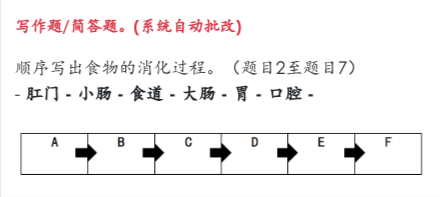 写作题/简答题。(系统自动批改)
顺序写出食物的消化过程。（题目2至题目7）
- 肛门 - 小肠 - 食道 - 大肠 - 胃 - 口腔 -
A B C D E F